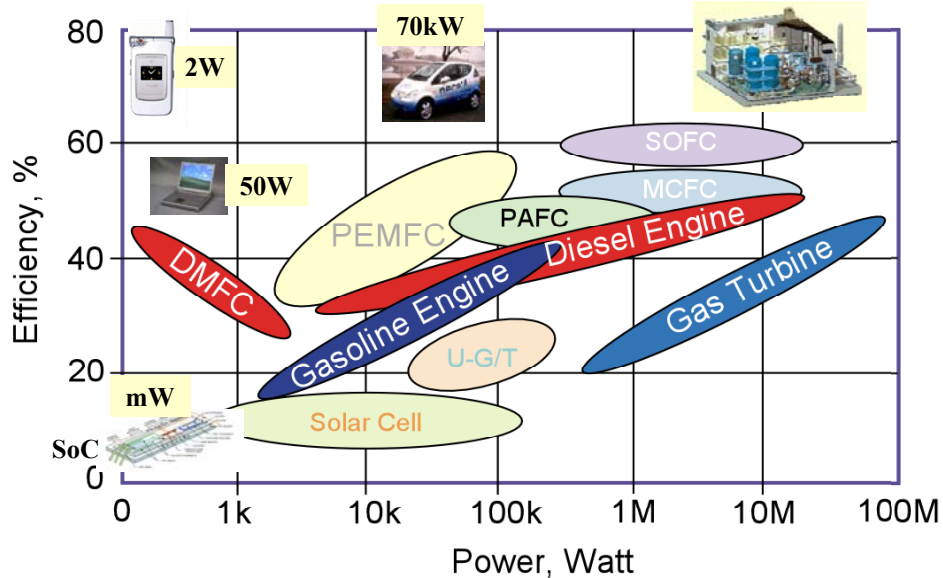 80
60
40
20
0
Efficiency, %
2W
70kW
50W
SOFC
MCFC
PAFC
PEMFC
Diesel Engine
DMFC
Gasoline Engine
Gas Turbine
U-G/T
Solar Cell
mW
SoC
0
1k
10k
100k
1M
10M
100M
Power, Watt